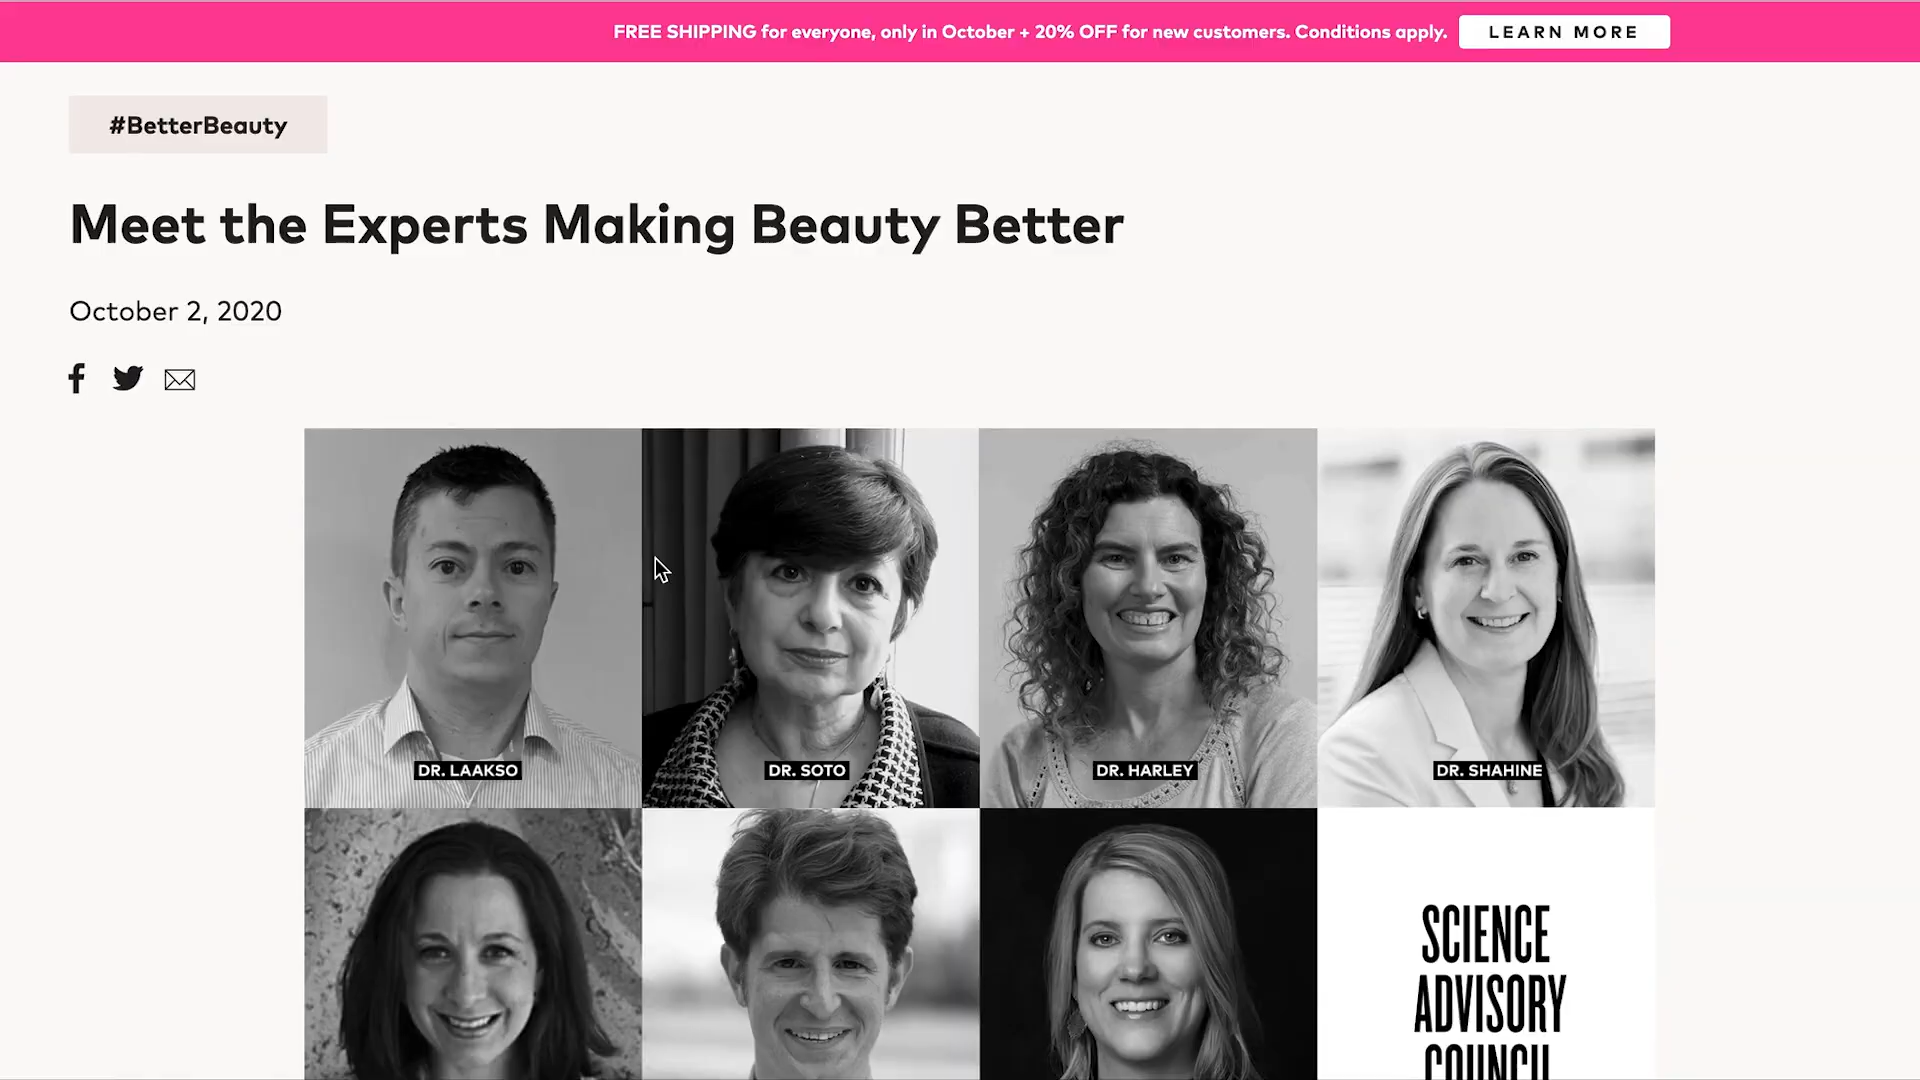 FREE SHIPPING for everyone, only in October + 20% OFF for new customers. Conditions apply.
LEARN MORE
#BetterBeauty
Meet the Experts Making Beauty Better
October 2, 2020
DR. LAAKSO
DR. SOTO
DR. HARLEY
DR. SHAHINE
SCIENCE
ADVISORY
COUNCIL